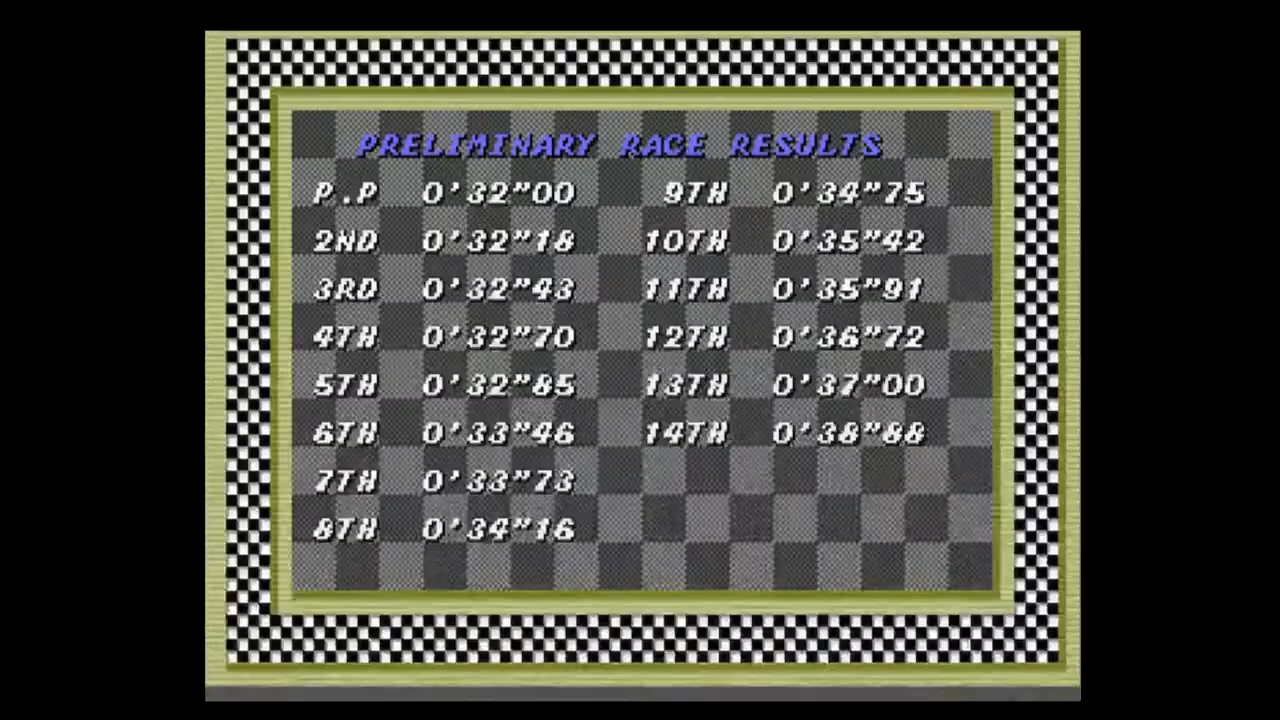 PRELIMINARY RACE RESULTS
P.P 0'32"00 9TH 0'34"75
2ND 0'32"18 10TH 0'35"42
3RD 0'32"43 11TH 0'35"91
4TH 0'32"70 12TH 0'36"72
5TH 0'32"85 13TH 0'37"00
6TH 0'33"46 14TH 0'38"88
7TH 0'33"73
8TH 0'34"16